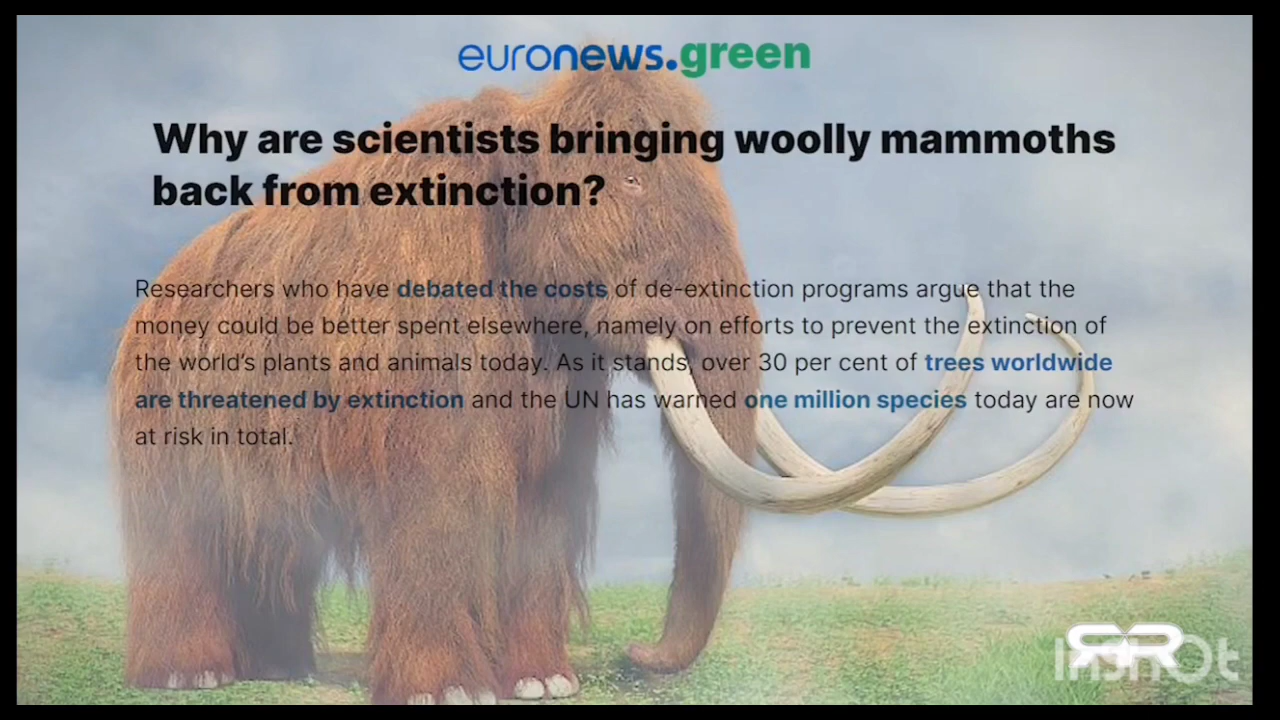 euronews.green
Why are scientists bringing woolly mammoths
back from extinction?
Researchers who have debated the costs of de-extinction programs argue that the
money could be better spent elsewhere, namely on efforts to prevent the extinction of
the world's plants and animals today. As it stands, over 30 per cent of trees worldwide
are threatened by extinction and the UN has warned one million species today are now
at risk in total.
InShOt